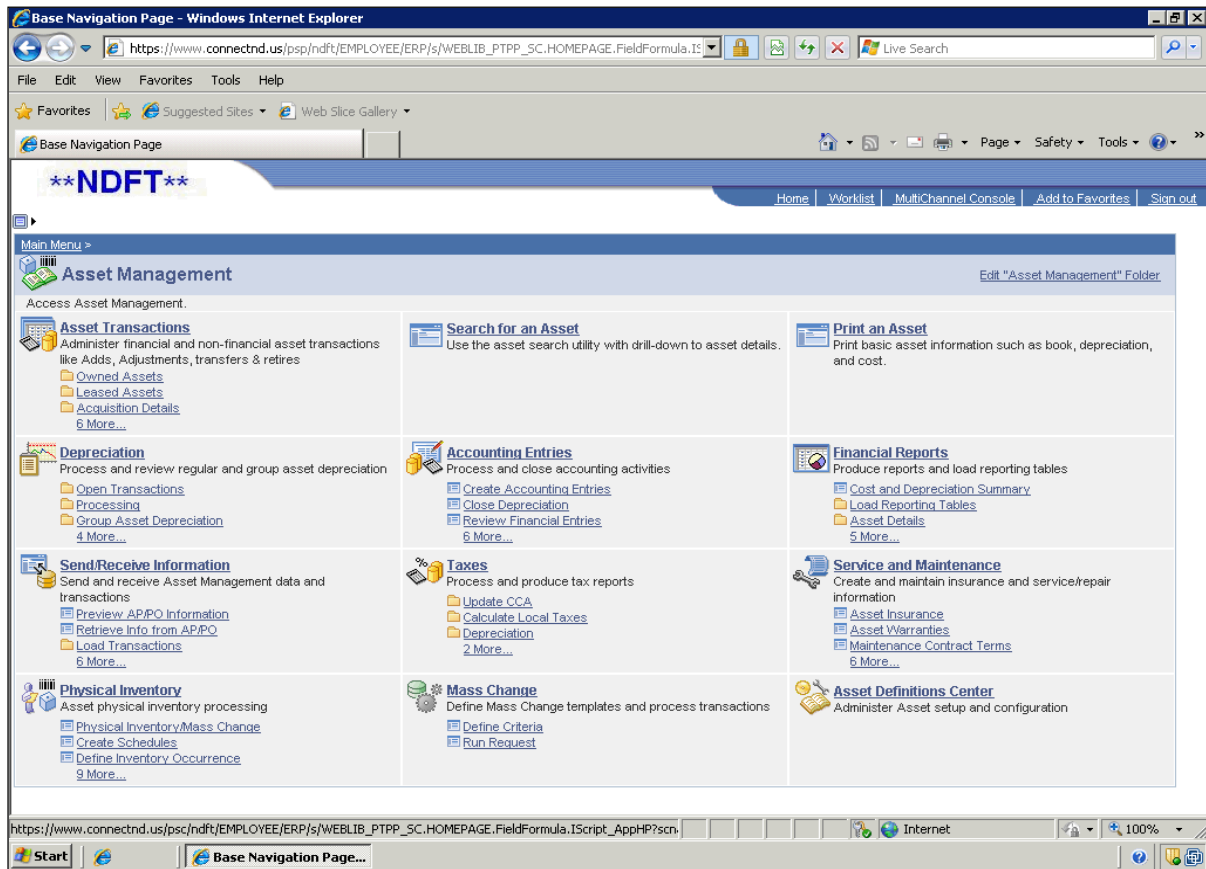 Base Navigation Page - Windows Internet Explorer
https://www.connectnd.us/psp/ndft/EMPLOYEE/ERP/s/WEBLIB_PTPP_SC.HOMEPAGE.FieldFormula.IS
Live Search
File Edit View Favorites Tools Help
Favorites Suggested Sites Web Slice Gallery
Base Navigation Page
Page Safety Tools
**NDFT**
Home Worklist MultiChannel Console Add to Favorites Sign out
Main Menu >
Asset Management
Edit "Asset Management" Folder
Access Asset Management.
Asset Transactions
Administer financial and non-financial asset transactions
like Adds, Adjustments, transfers & retires
Owned Assets
Leased Assets
Acquisition Details
6 More...
Search for an Asset
Use the asset search utility with drill-down to asset details.
Print an Asset
Print basic asset information such as book, depreciation,
and cost.
Depreciation
Process and review regular and group asset depreciation
Open Transactions
Processing
Group Asset Depreciation
4 More...
Accounting Entries
Process and close accounting activities
Create Accounting Entries
Close Depreciation
Review Financial Entries
6 More...
Financial Reports
Produce reports and load reporting tables
Cost and Depreciation Summary
Load Reporting Tables
Asset Details
5 More...
Send/Receive Information
Send and receive Asset Management data and
transactions
Preview AP/PO Information
Retrieve Info from AP/PO
Load Transactions
6 More...
Taxes
Process and produce tax reports
Update CCA
Calculate Local Taxes
Depreciation
2 More...
Service and Maintenance
Create and maintain insurance and service/repair
information
Asset Insurance
Asset Warranties
Maintenance Contract Terms
6 More...
Physical Inventory
Asset physical inventory processing
Physical Inventory/Mass Change
Create Schedules
Define Inventory Occurrence
9 More...
Mass Change
Define Mass Change templates and process transactions
Define Criteria
Run Request
Asset Definitions Center
Administer Asset setup and configuration
https://www.connectnd.us/psc/ndft/EMPLOYEE/ERP/s/WEBLIB_PTPP_SC.HOMEPAGE.FieldFormula.IScript_AppHP?scn
Internet
100%
Start
Base Navigation Page...